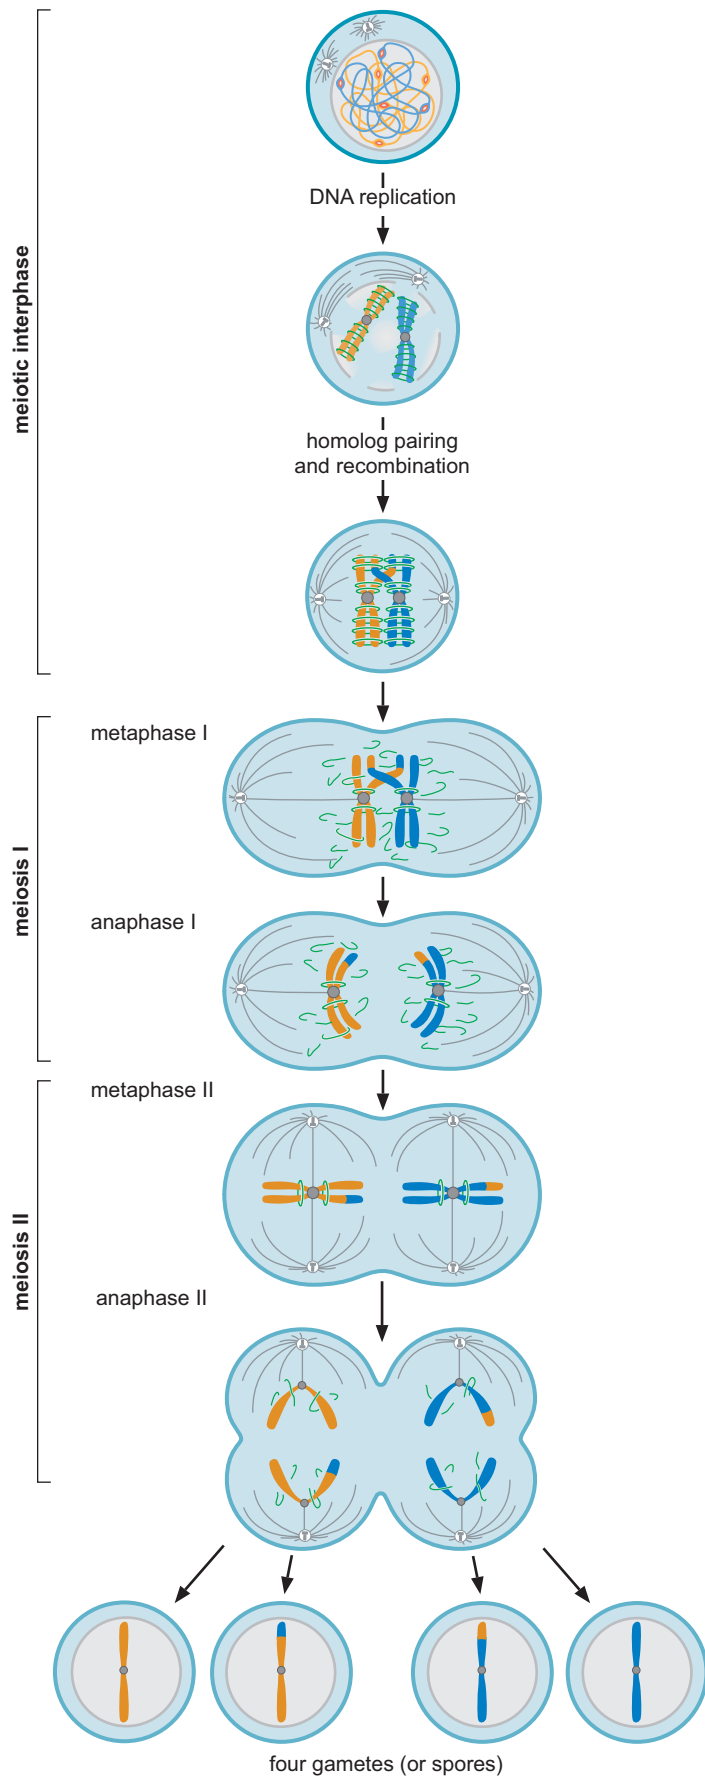 meiotic interphase
DNA replication
homolog pairing
and recombination
meiosis I
metaphase I
anaphase I
meiosis II
metaphase II
anaphase II
four gametes (or spores)